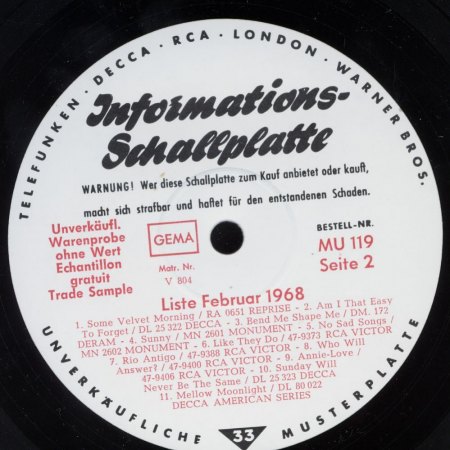 TELEFUNKEN · DECCA · RCA · LONDON · WARNER BROS.
Informations-
Schallplatte
WARNUNG! Wer diese Schallplatte zum Kauf anbietet oder kauft,
macht sich strafbar und haftet für den entstandenen Schaden.
Unverkäufl.
Warenprobe
ohne Wert
Echantillon
gratuit
Trade Sample
GEMA
Matr. Nr.
V 804
BESTELL-NR.
MU 119
Seite 2
Liste Februar 1968
1. Some Velvet Morning / RA 0651 REPRISE - 2. Am I That Easy
To Forget / DL 25 322 DECCA - 3. Bend Me Shape Me / DM. 172
DERAM - 4. Sunny / MN 2601 MONUMENT - 5. No Sad Songs /
MN 2602 MONUMENT - 6. Like They Do / 47-9373 RCA VICTOR -
7. Rio Antigo / 47-9388 RCA VICTOR - 8. Who Will
Answer? / 47-9400 RCA VICTOR - 9. Annie-Love /
47-9406 RCA VICTOR - 10. Sunday Will
Never Be The Same / DL 25 323 DECCA
11. Mellow Moonlight / DL 80 022
DECCA AMERICAN SERIES
UNVERKÄUFLICHE 33 MUSTERPLATTE